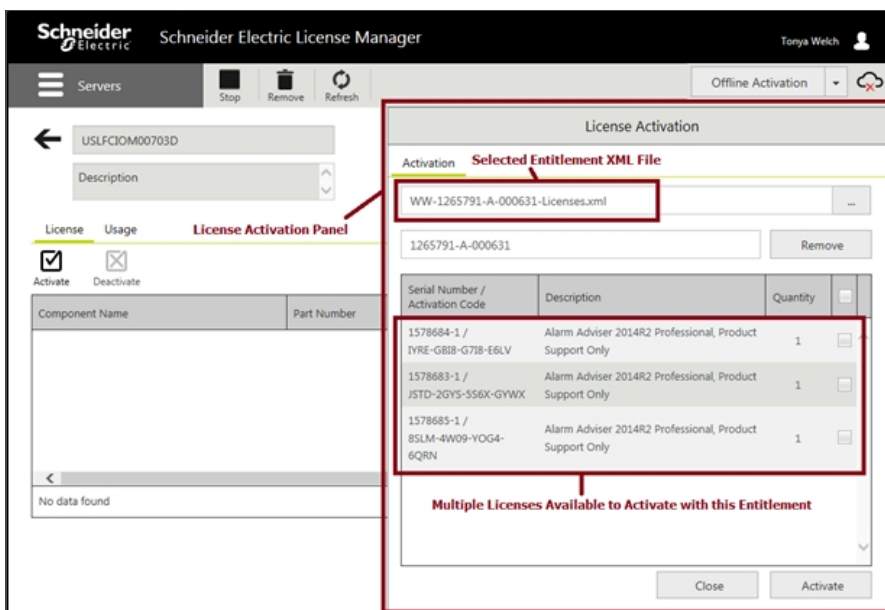 Schneider
Electric
Schneider Electric License Manager
Tonya Welch
Servers
Stop
Remove
Refresh
Offline Activation
USLFCIOM00703D
Description
License
Usage
License Activation Panel
Activate
Deactivate
Component Name
Part Number
No data found
License Activation
Activation
Selected Entitlement XML File
WW-1265791-A-000631-Licenses.xml
...
1265791-A-000631
Remove
Serial Number /
Activation Code
Description
Quantity
1578684-1 /
IYRE-GBI8-G7I8-E6LV
Alarm Adviser 2014R2 Professional, Product
Support Only
1
1578683-1 /
JSTD-2GYS-5S6X-GYWX
Alarm Adviser 2014R2 Professional, Product
Support Only
1
1578685-1 /
8SLM-4W09-YOG4-
6QRN
Alarm Adviser 2014R2 Professional, Product
Support Only
1
Multiple Licenses Available to Activate with this Entitlement
Close
Activate